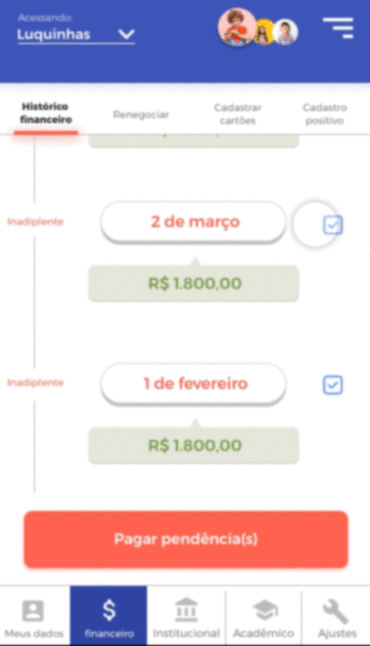 Acessando:
Luquinhas
Histórico
financeiro
Renegociar
Cadastrar
cartões
Cadastro
positivo
Inadiplente
2 de março
R$ 1.800,00
Inadiplente
1 de fevereiro
R$ 1.800,00
Pagar pendência(s)
Meus dados
financeiro
Institucional
Acadêmico
Ajustes